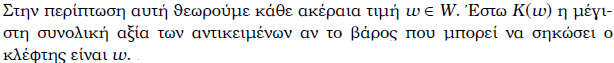 Στην περίπτωση αυτή θεωρούμε κάθε ακέραια τιμή w ∈ W. Έστω K(w) η μέγι-
στη συνολική αξία των αντικειμένων αν το βάρος που μπορεί να σηκώσει ο
κλέφτης είναι w.